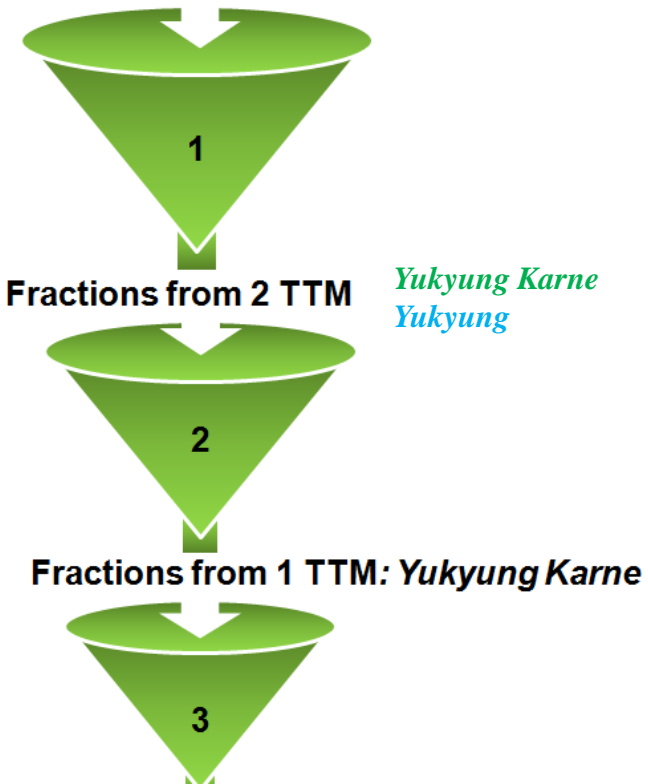 1
Fractions from 2 TTM
Yukyung Karne
Yukyung
2
Fractions from 1 TTM: Yukyung Karne
3